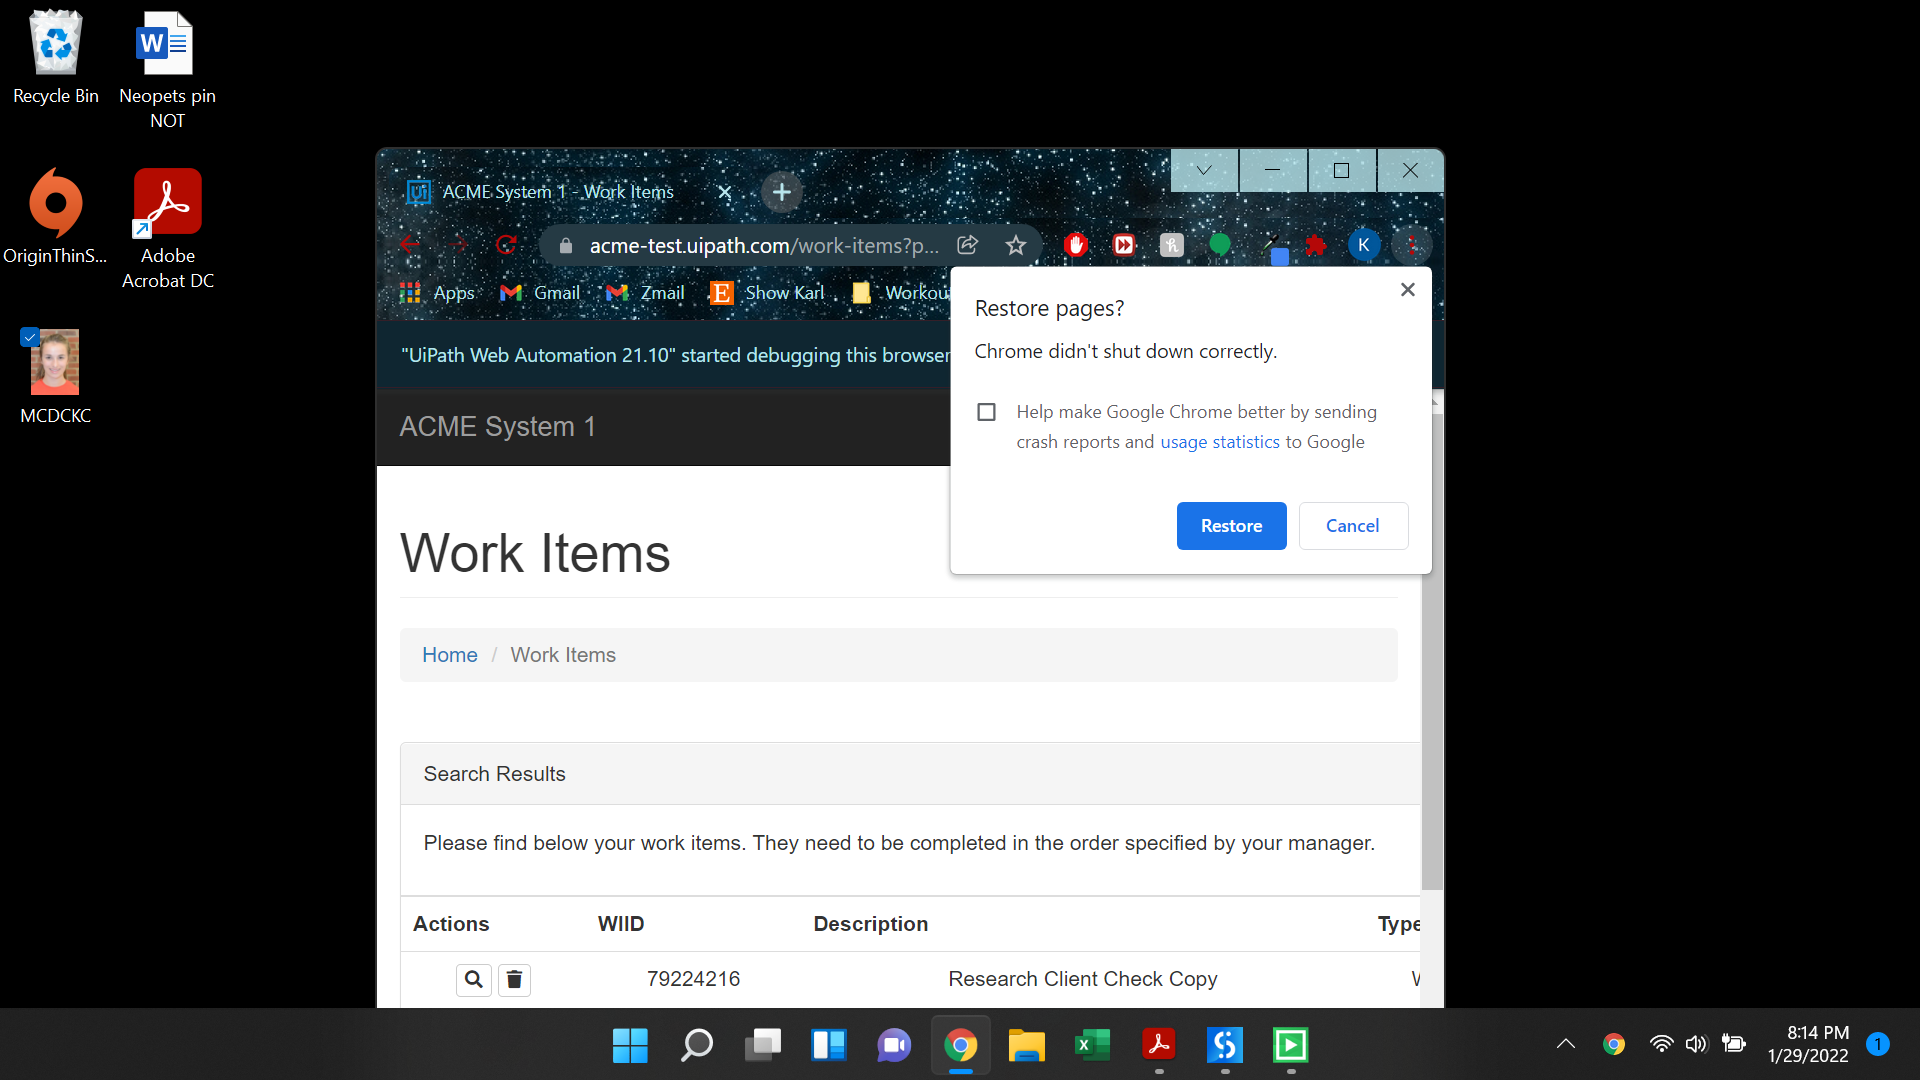 Recycle Bin
Neopets pin
NOT
OriginThinS...
Adobe
Acrobat DC
MCDCKC
ACME System 1 - Work Items
acme-test.uipath.com/work-items?p...
K
Apps
Gmail
Zmail
Show Karl
Workou
"UiPath Web Automation 21.10" started debugging this browser
ACME System 1
Restore pages?
Chrome didn't shut down correctly.
Help make Google Chrome better by sending
crash reports and usage statistics to Google
Restore
Cancel
Work Items
Home / Work Items
Search Results
Please find below your work items. They need to be completed in the order specified by your manager.
Actions WIID Description Type
79224216 Research Client Check Copy
8:14 PM
1/29/2022
1